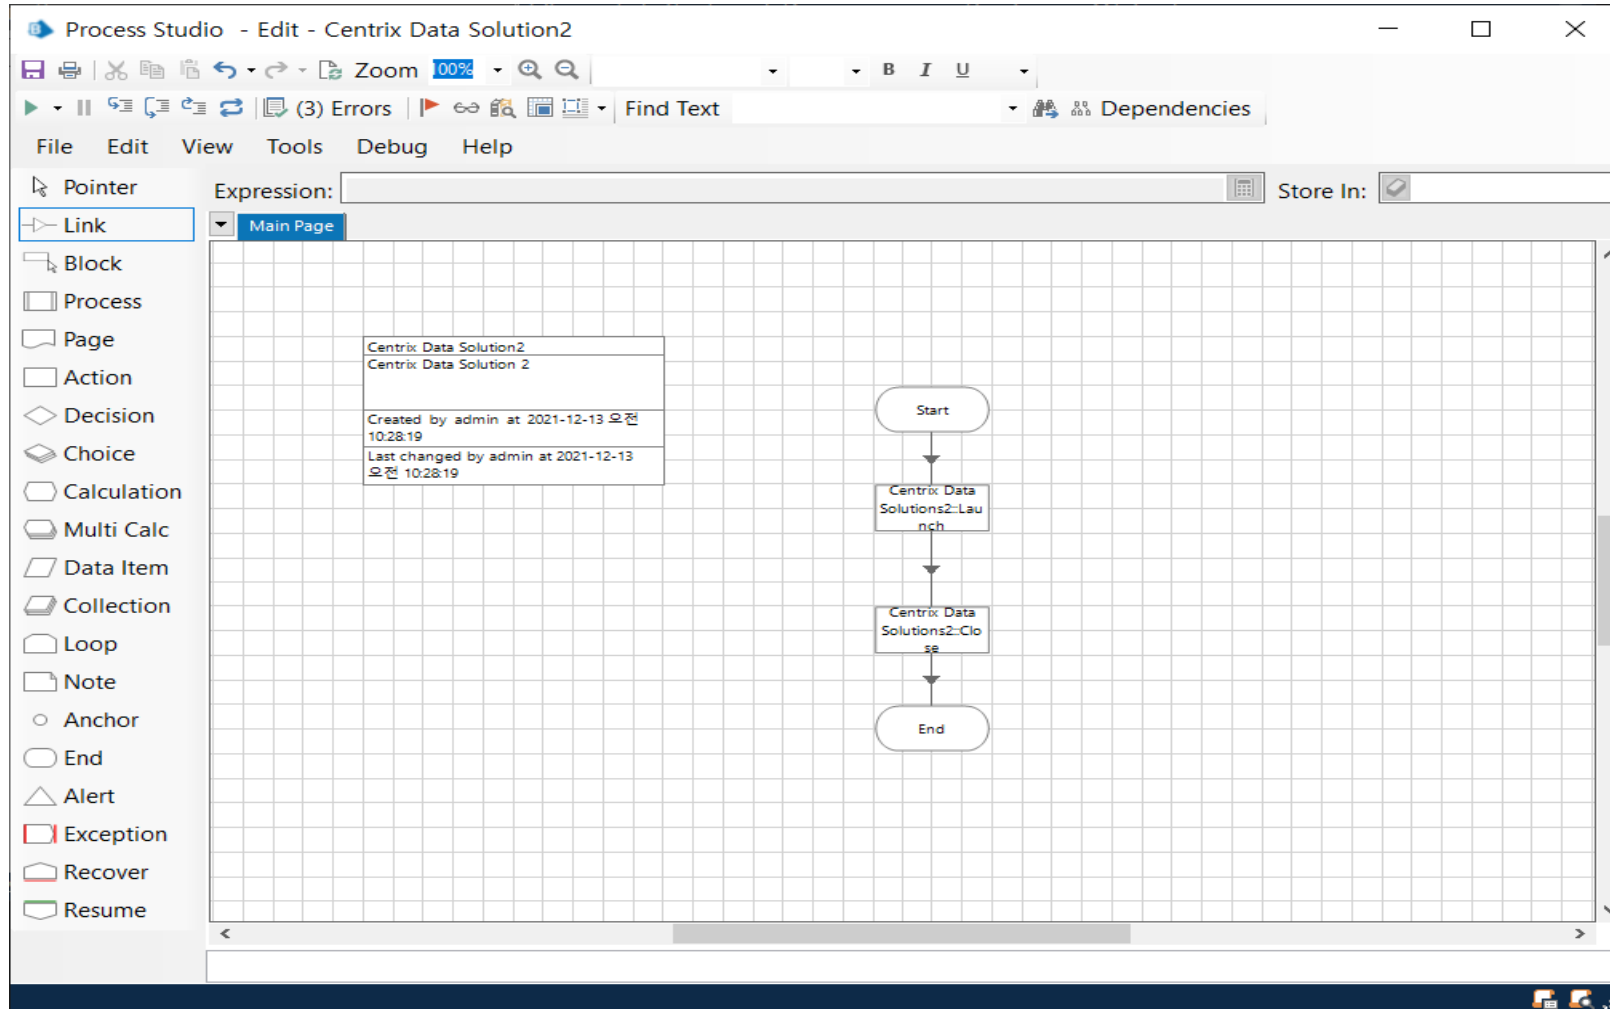 Process Studio - Edit - Centrix Data Solution2
Zoom 100% B I U
(3) Errors Find Text Dependencies
File Edit View Tools Debug Help
Pointer
Expression: Store In:
Link
Main Page
Block
Process
Page
Action
Decision
Choice
Calculation
Multi Calc
Data Item
Collection
Loop
Note
Anchor
End
Alert
Exception
Recover
Resume
Centrix Data Solution2
Centrix Data Solution 2
Created by admin at 2021-12-13 오전
10:28:19
Last changed by admin at 2021-12-13
오전 10:28:19
Start
Centrix Data
Solutions2::Lau
nch
Centrix Data
Solutions2::Clo
se
End